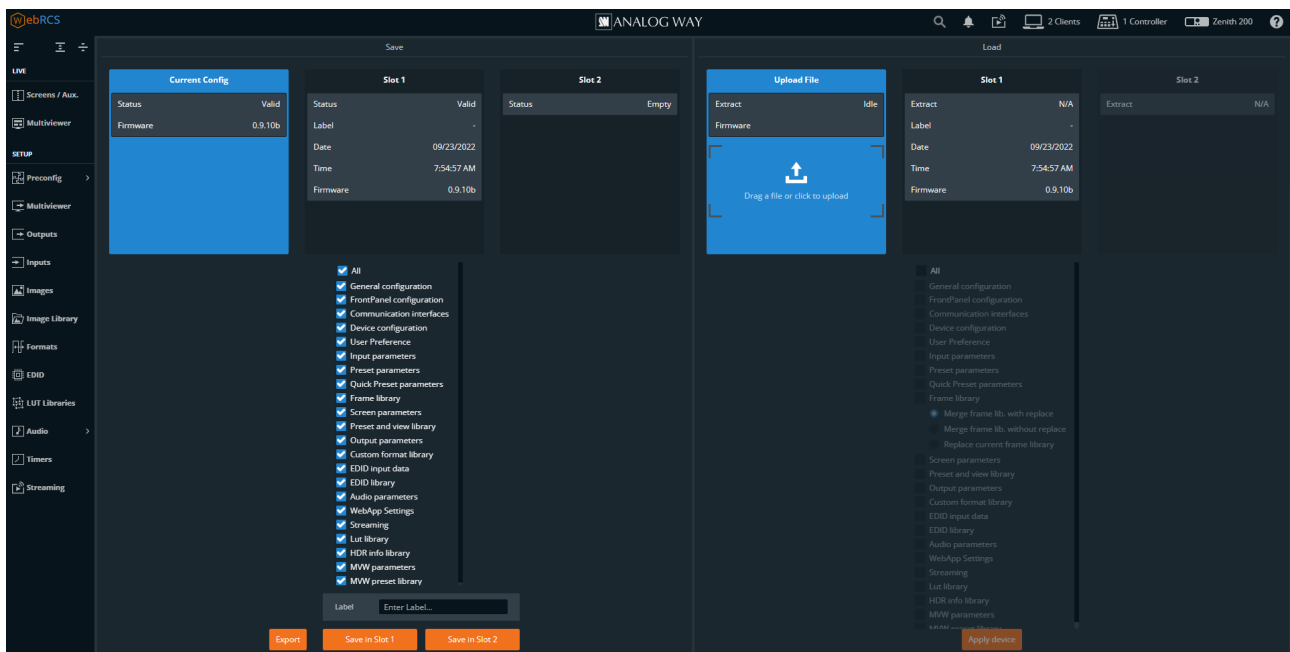 WebRCS
ANALOG WAY
2 Clients
1 Controller
Zenith 200
?
LIVE
Screens / Aux.
Multiviewer
SETUP
Preconfig
Multiviewer
Outputs
Inputs
Images
Image Library
Formats
EDID
LUT Libraries
Audio
Timers
Streaming
Save
Current Config
Status Valid
Firmware 0.9.10b
Slot 1
Status Valid
Label -
Date 09/23/2022
Time 7:54:57 AM
Firmware 0.9.10b
Slot 2
Status Empty
All
General configuration
FrontPanel configuration
Communication interfaces
Device configuration
User Preference
Input parameters
Preset parameters
Quick Preset parameters
Frame library
Screen parameters
Preset and view library
Output parameters
Custom format library
EDID input data
EDID library
Audio parameters
WebApp Settings
Streaming
Lut library
HDR info library
MVW parameters
MVW preset library
Label Enter Label...
Export Save in Slot 1 Save in Slot 2
Load
Upload File
Extract Idle
Firmware
Drag a file or click to upload
Slot 1
Extract N/A
Label -
Date 09/23/2022
Time 7:54:57 AM
Firmware 0.9.10b
Slot 2
Extract N/A
All
General configuration
FrontPanel configuration
Communication interfaces
Device configuration
User Preference
Input parameters
Preset parameters
Quick Preset parameters
Frame library
Merge frame lib. with replace
Merge frame lib. without replace
Replace current frame library
Screen parameters
Preset and view library
Output parameters
Custom format library
EDID input data
EDID library
Audio parameters
WebApp Settings
Streaming
Lut library
HDR info library
MVW parameters
MVW preset library
Apply device